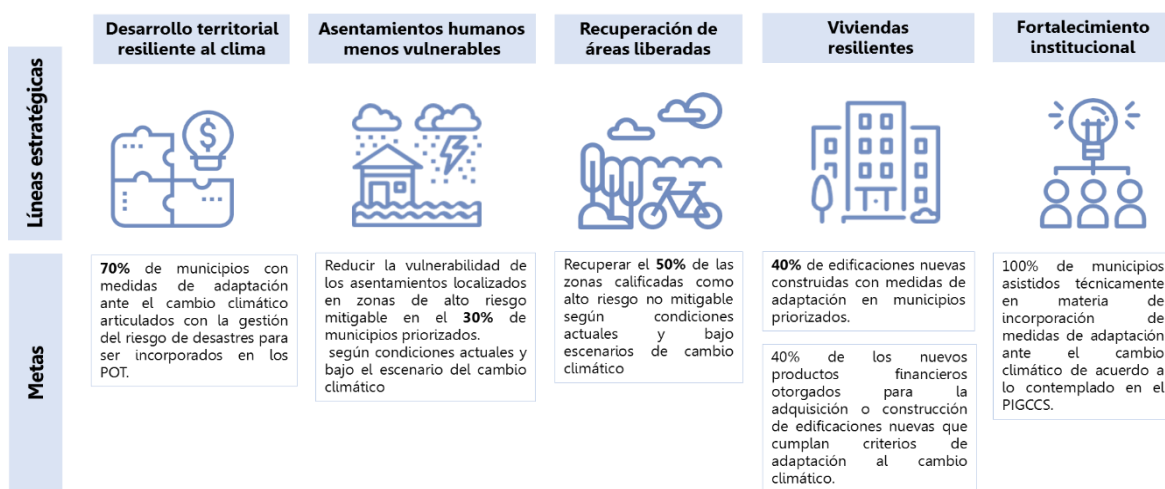 Líneas estratégicas
Desarrollo territorial
resiliente al clima
Asentamientos humanos
menos vulnerables
Recuperación de
áreas liberadas
Viviendas
resilientes
Fortalecimiento
institucional
$
Metas
70% de municipios con
medidas de adaptación
ante el cambio climático
articulados con la gestión
del riesgo de desastres para
ser incorporados en los
POT.
Reducir la vulnerabilidad de
los asentamientos localizados
en zonas de alto riesgo
mitigable en el 30% de
municipios priorizados.
según condiciones actuales y
bajo el escenario del cambio
climático
Recuperar el 50% de las
zonas calificadas como
alto riesgo no mitigable
según condiciones
actuales y bajo
escenarios de cambio
climático
40% de edificaciones nuevas
construidas con medidas de
adaptación en municipios
priorizados.
40% de los nuevos
productos financieros
otorgados para la
adquisición o construcción
de edificaciones nuevas que
cumplan criterios de
adaptación al cambio
climático.
100% de municipios
asistidos técnicamente
en materia de
incorporación de
medidas de adaptación
ante el cambio
climático de acuerdo a
lo contemplado en el
PIGCCS.